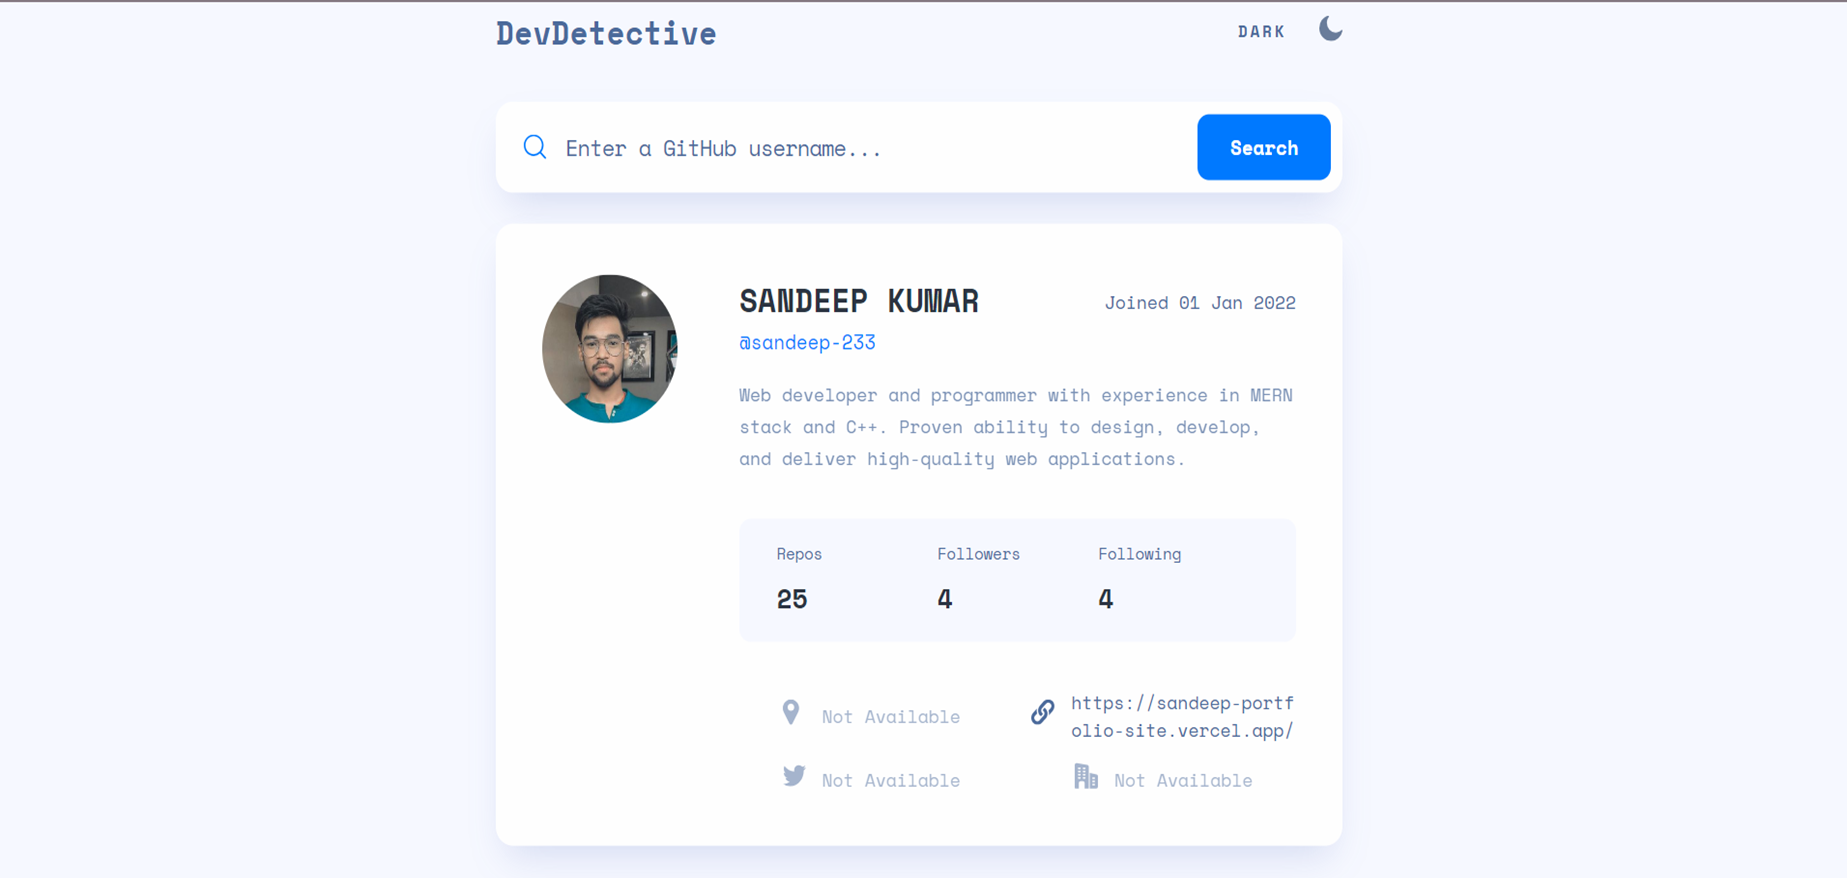 DevDetective
DARK
Enter a GitHub username...
Search
SANDEEP KUMAR
Joined 01 Jan 2022
@sandeep-233
Web developer and programmer with experience in MERN
stack and C++. Proven ability to design, develop,
and deliver high-quality web applications.
Repos
Followers
Following
25
4
4
Not Available
https://sandeep-portf
olio-site.vercel.app/
Not Available
Not Available